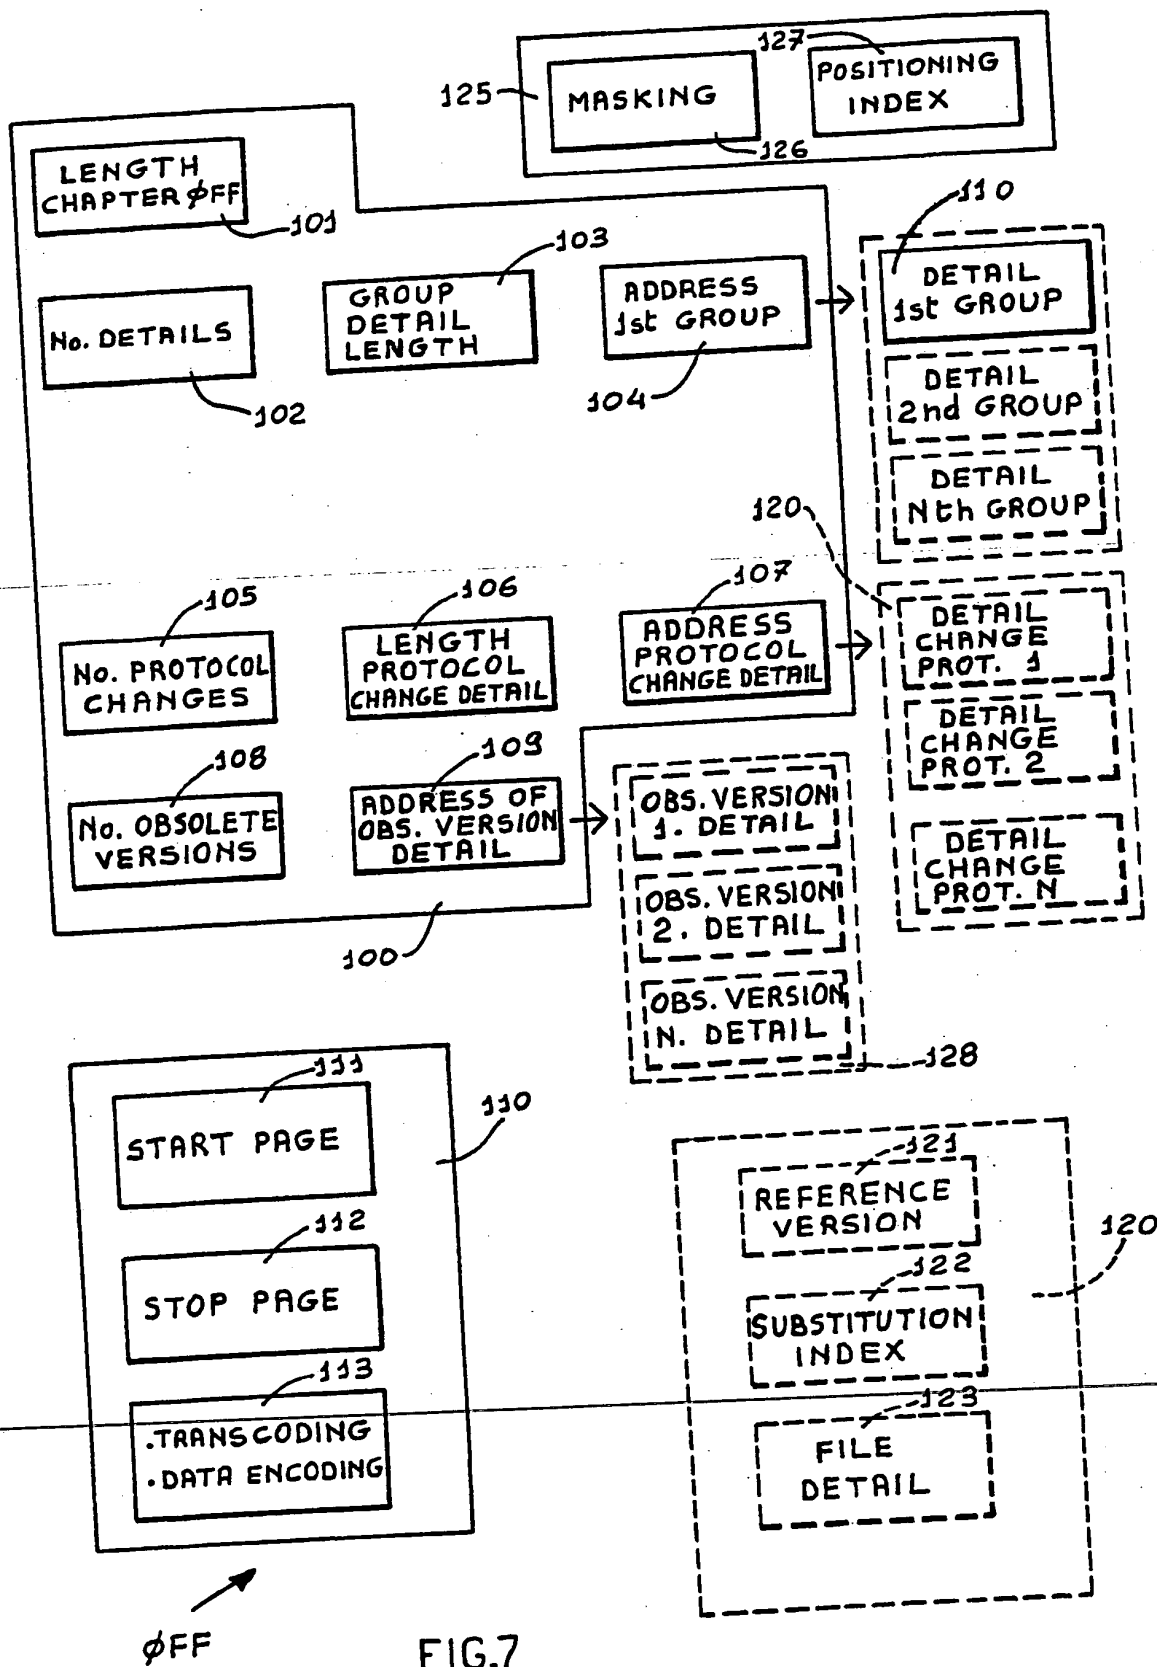 127
125
MASKING
POSITIONING
INDEX
126
LENGTH
CHAPTER ϕFF
101
110
103
No. DETAILS
GROUP
DETAIL
LENGTH
ADDRESS
1st GROUP
DETAIL
1st GROUP
102
104
DETAIL
2nd GROUP
DETAIL
Nth GROUP
120
105
106
107
No. PROTOCOL
CHANGES
LENGTH
PROTOCOL
CHANGE DETAIL
ADDRESS
PROTOCOL
CHANGE DETAIL
DETAIL
CHANGE
PROT. 1
DETAIL
CHANGE
PROT. 2
DETAIL
CHANGE
PROT. N
108
109
No. OBSOLETE
VERSIONS
ADDRESS OF
OBS. VERSION
DETAIL
OBS. VERSION
1. DETAIL
OBS. VERSION
2. DETAIL
OBS. VERSION
N. DETAIL
100
128
111
110
START PAGE
112
STOP PAGE
113
.TRANSCODING
.DATA ENCODING
121
REFERENCE
VERSION
120
122
SUBSTITUTION
INDEX
123
FILE
DETAIL
ϕFF
FIG.7